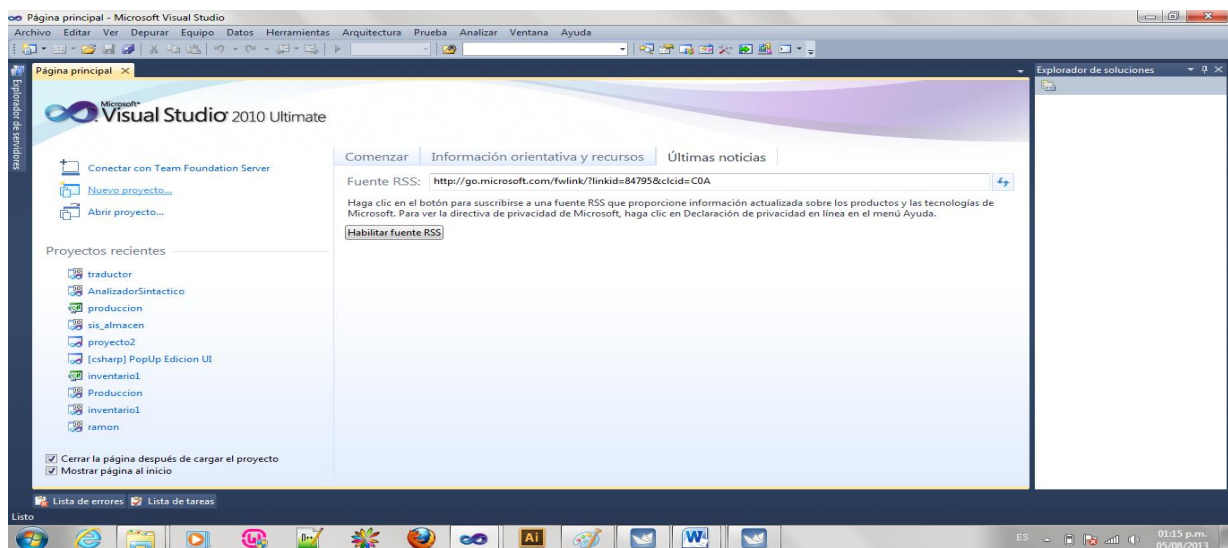 Página principal - Microsoft Visual Studio
Archivo Editar Ver Depurar Equipo Datos Herramientas Arquitectura Prueba Analizar Ventana Ayuda
Página principal
Explorador de soluciones
Explorador de servidores
Microsoft
Visual Studio 2010 Ultimate
Conectar con Team Foundation Server
Nuevo proyecto...
Abrir proyecto...
Proyectos recientes
traductor
AnalizadorSintactico
produccion
sis_almacen
proyecto2
[csharp] PopUp Edicion UI
inventario1
Produccion
inventario1
ramon
Cerrar la página después de cargar el proyecto
Mostrar página al inicio
Comenzar Información orientativa y recursos Últimas noticias
Fuente RSS: http://go.microsoft.com/fwlink/?linkid=84795&clcid=C0A
Haga clic en el botón para suscribirse a una fuente RSS que proporcione información actualizada sobre los productos y las tecnologías de
Microsoft. Para ver la directiva de privacidad de Microsoft, haga clic en Declaración de privacidad en línea en el menú Ayuda.
Habilitar fuente RSS
Lista de errores Lista de tareas
Listo
Ai
W
ES
01:15 p.m.
05/08/2013